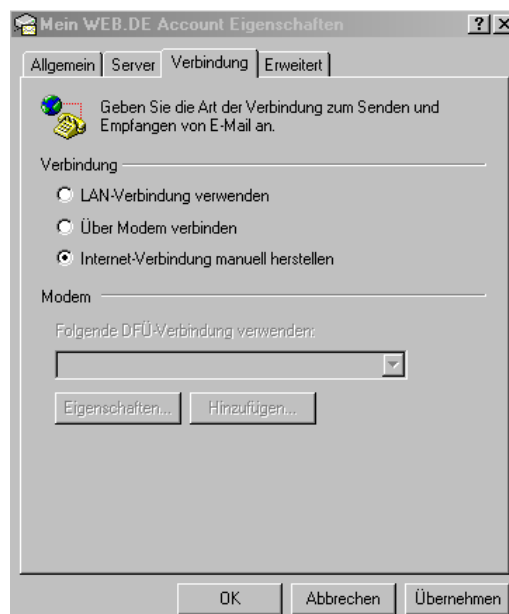 Mein WEB.DE Account Eigenschaften
Allgemein Server Verbindung Erweitert
Geben Sie die Art der Verbindung zum Senden und
Empfangen von E-Mail an.
Verbindung
LAN-Verbindung verwenden
Über Modem verbinden
Internet-Verbindung manuell herstellen
Modem
Folgende DFÜ-Verbindung verwenden:
Eigenschaften... Hinzufügen...
OK Abbrechen Übernehmen